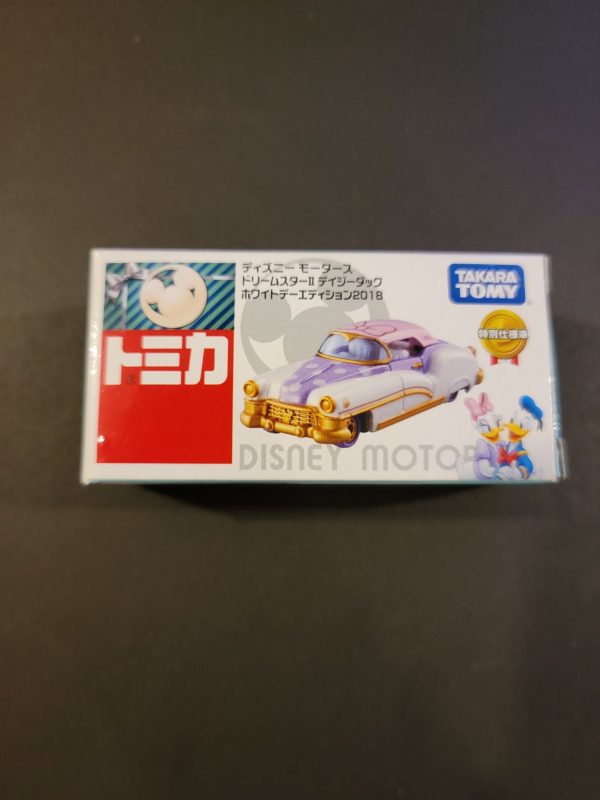 ディズニー モータース
ドリームスターII デイジーダック
ホワイトデーエディション2018
TAKARA
TOMY
特別仕様車
トミカ
®
DISNEY MOTOR